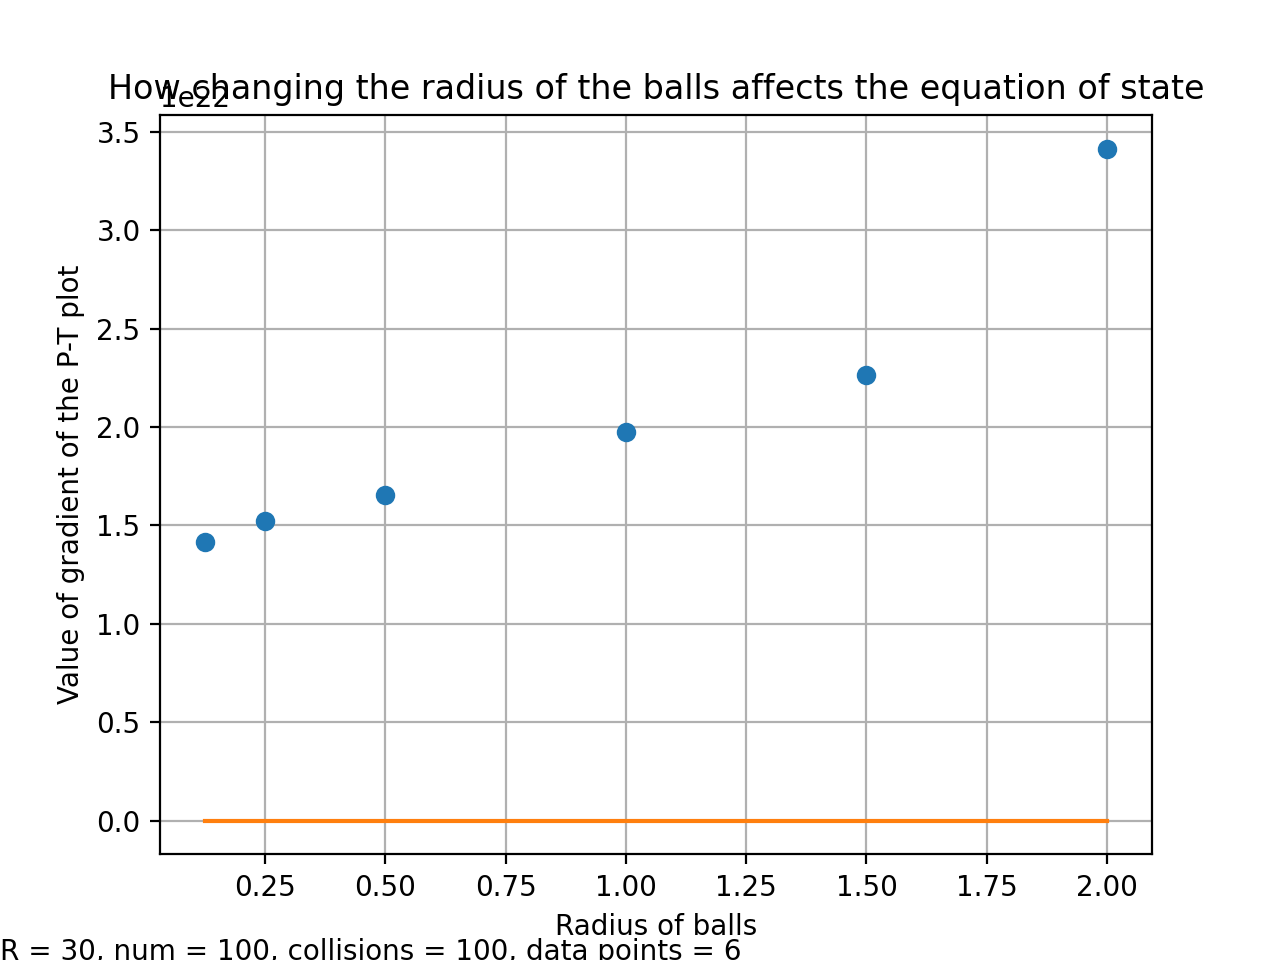 How changing the radius of the balls affects the equation of state
1e22
3.5
3.0
2.5
2.0
1.5
1.0
0.5
0.0
Value of gradient of the P-T plot
0.25 0.50 0.75 1.00 1.25 1.50 1.75 2.00
Radius of balls
R = 30, num = 100, collisions = 100, data points = 6